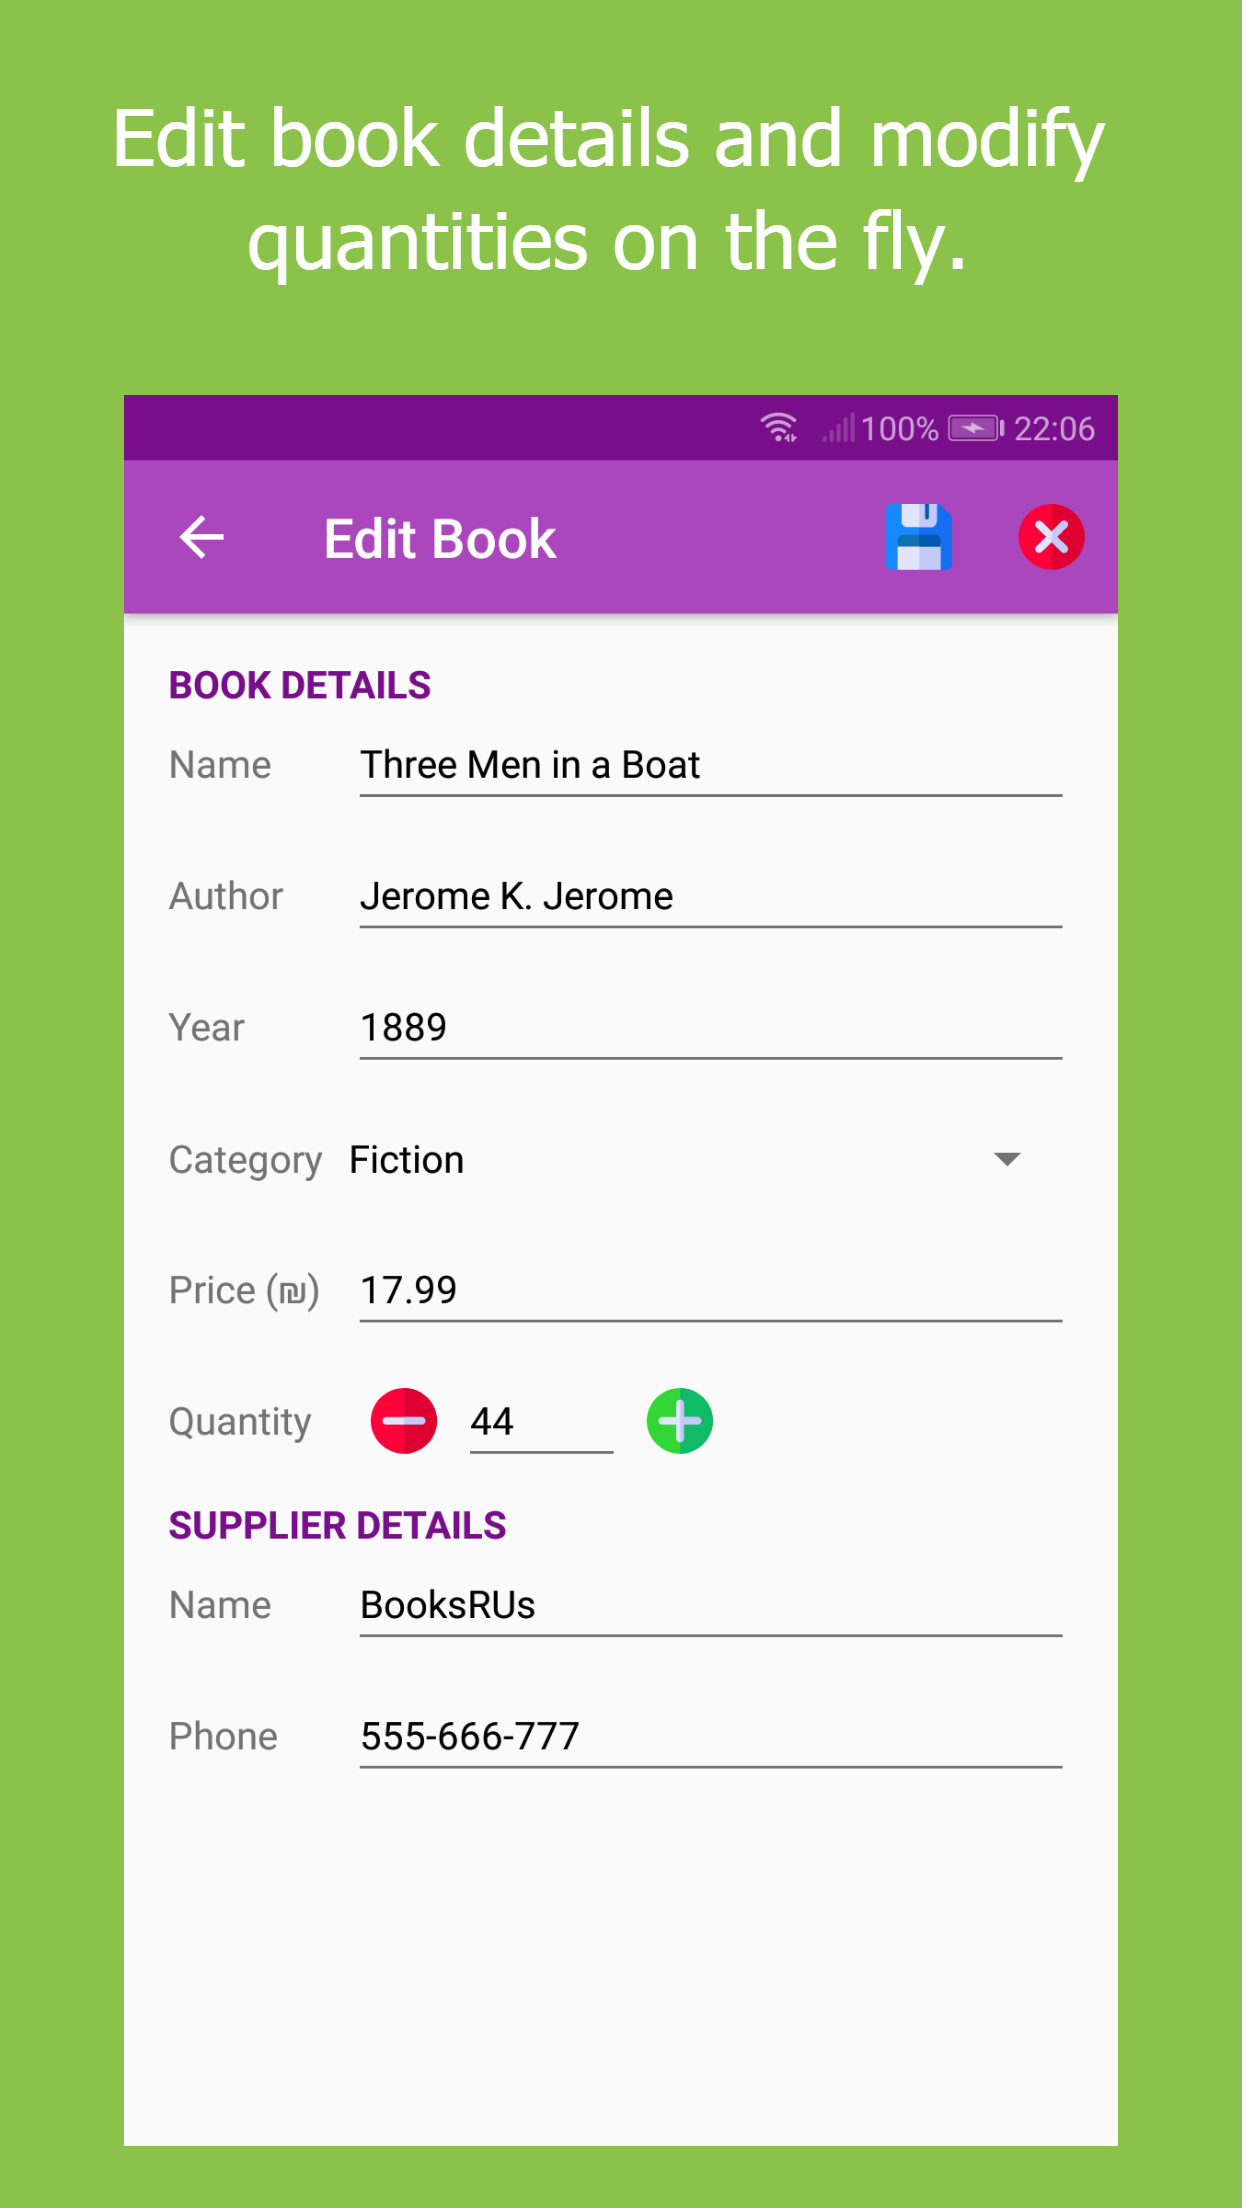 Edit book details and modify
quantities on the fly.
100% 22:06
Edit Book
BOOK DETAILS
Name Three Men in a Boat
Author Jerome K. Jerome
Year 1889
Category Fiction
Price (₪) 17.99
Quantity 44
SUPPLIER DETAILS
Name BooksRUs
Phone 555-666-777